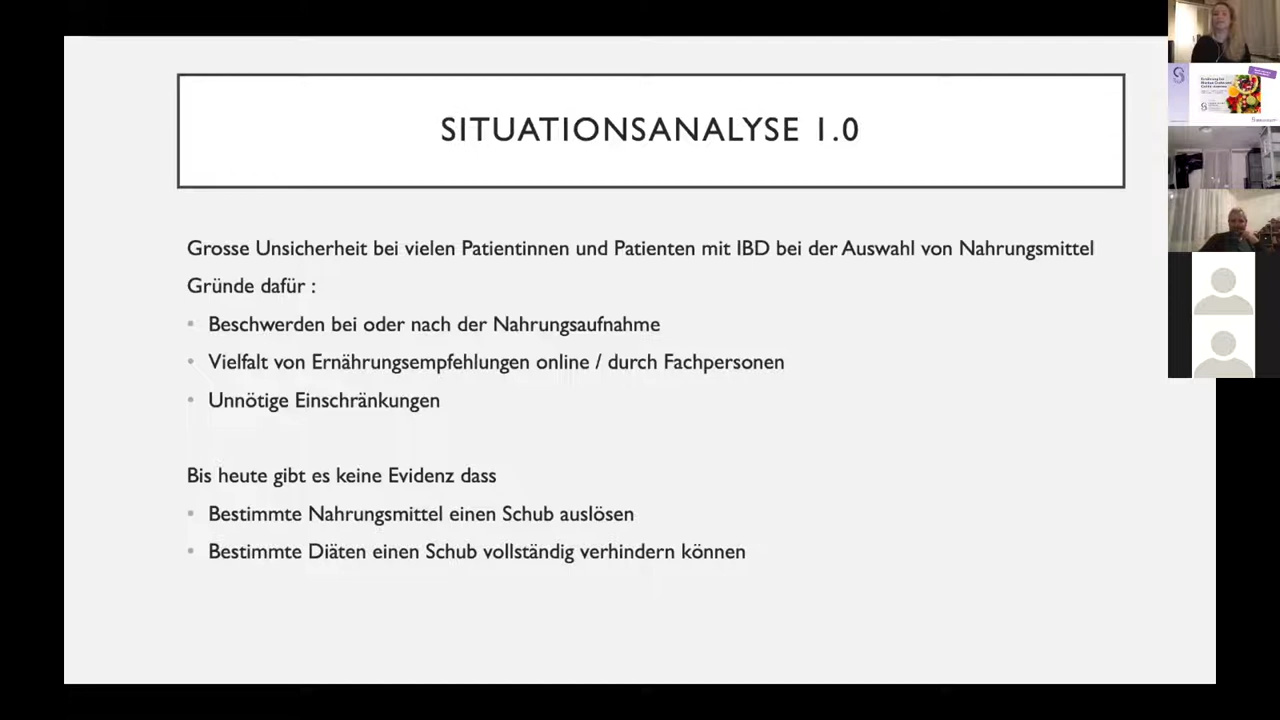 SITUATIONSANALYSE 1.0
Grosse Unsicherheit bei vielen Patientinnen und Patienten mit IBD bei der Auswahl von Nahrungsmittel
Gründe dafür :
• Beschwerden bei oder nach der Nahrungsaufnahme
• Vielfalt von Ernährungsempfehlungen online / durch Fachpersonen
• Unnötige Einschränkungen
Bis heute gibt es keine Evidenz dass
• Bestimmte Nahrungsmittel einen Schub auslösen
• Bestimmte Diäten einen Schub vollständig verhindern können